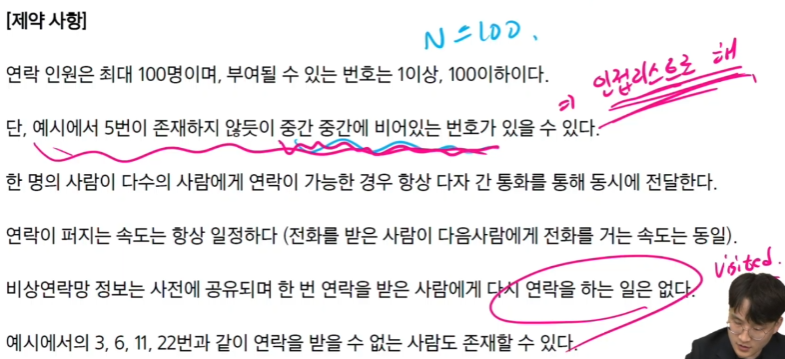 [제약 사항]
N=100.
연락 인원은 최대 100명이며, 부여될 수 있는 번호는 1이상, 100이하이다.
⇒ 인접리스트로 해
단, 예시에서 5번이 존재하지 않듯이 중간 중간에 비어있는 번호가 있을 수 있다.
한 명의 사람이 다수의 사람에게 연락이 가능한 경우 항상 다자 간 통화를 통해 동시에 전달한다.
연락이 퍼지는 속도는 항상 일정하다 (전화를 받은 사람이 다음사람에게 전화를 거는 속도는 동일).
visited.
비상연락망 정보는 사전에 공유되며 한 번 연락을 받은 사람에게 다시 연락을 하는 일은 없다.
예시에서의 3, 6, 11, 22번과 같이 연락을 받을 수 없는 사람도 존재할 수 있다.